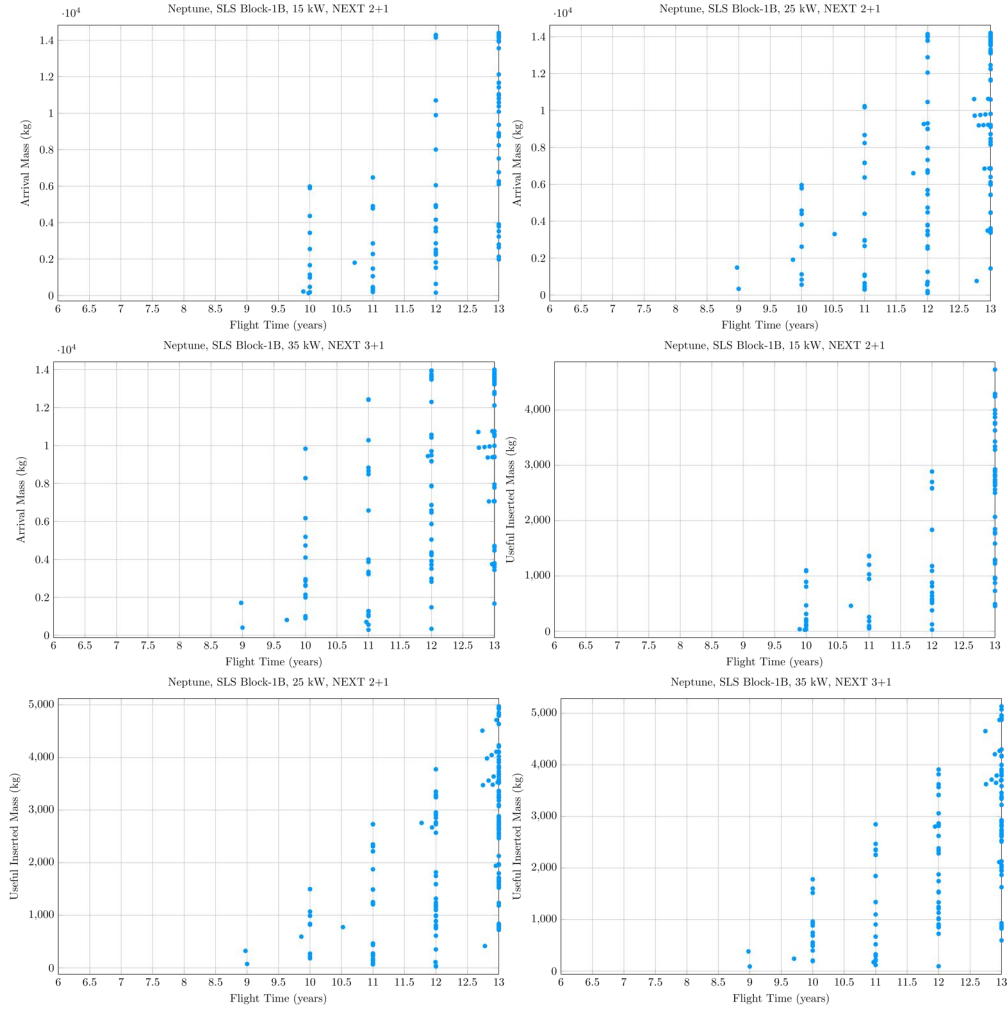 Neptune, SLS Block-1B, 15 kW, NEXT 2+1
·10⁴
1.4
1.2
1
0.8
0.6
0.4
0.2
0
Arrival Mass (kg)
6 6.5 7 7.5 8 8.5 9 9.5 10 10.5 11 11.5 12 12.5 13
Flight Time (years)
Neptune, SLS Block-1B, 25 kW, NEXT 2+1
·10⁴
1.4
1.2
1
0.8
0.6
0.4
0.2
0
Arrival Mass (kg)
6 6.5 7 7.5 8 8.5 9 9.5 10 10.5 11 11.5 12 12.5 13
Flight Time (years)
Neptune, SLS Block-1B, 35 kW, NEXT 3+1
·10⁴
1.4
1.2
1
0.8
0.6
0.4
0.2
0
Arrival Mass (kg)
6 6.5 7 7.5 8 8.5 9 9.5 10 10.5 11 11.5 12 12.5 13
Flight Time (years)
Neptune, SLS Block-1B, 15 kW, NEXT 2+1
4,000
3,000
2,000
1,000
0
Useful Inserted Mass (kg)
6 6.5 7 7.5 8 8.5 9 9.5 10 10.5 11 11.5 12 12.5 13
Flight Time (years)
Neptune, SLS Block-1B, 25 kW, NEXT 2+1
5,000
4,000
3,000
2,000
1,000
0
Useful Inserted Mass (kg)
6 6.5 7 7.5 8 8.5 9 9.5 10 10.5 11 11.5 12 12.5 13
Flight Time (years)
Neptune, SLS Block-1B, 35 kW, NEXT 3+1
5,000
4,000
3,000
2,000
1,000
0
Useful Inserted Mass (kg)
6 6.5 7 7.5 8 8.5 9 9.5 10 10.5 11 11.5 12 12.5 13
Flight Time (years)